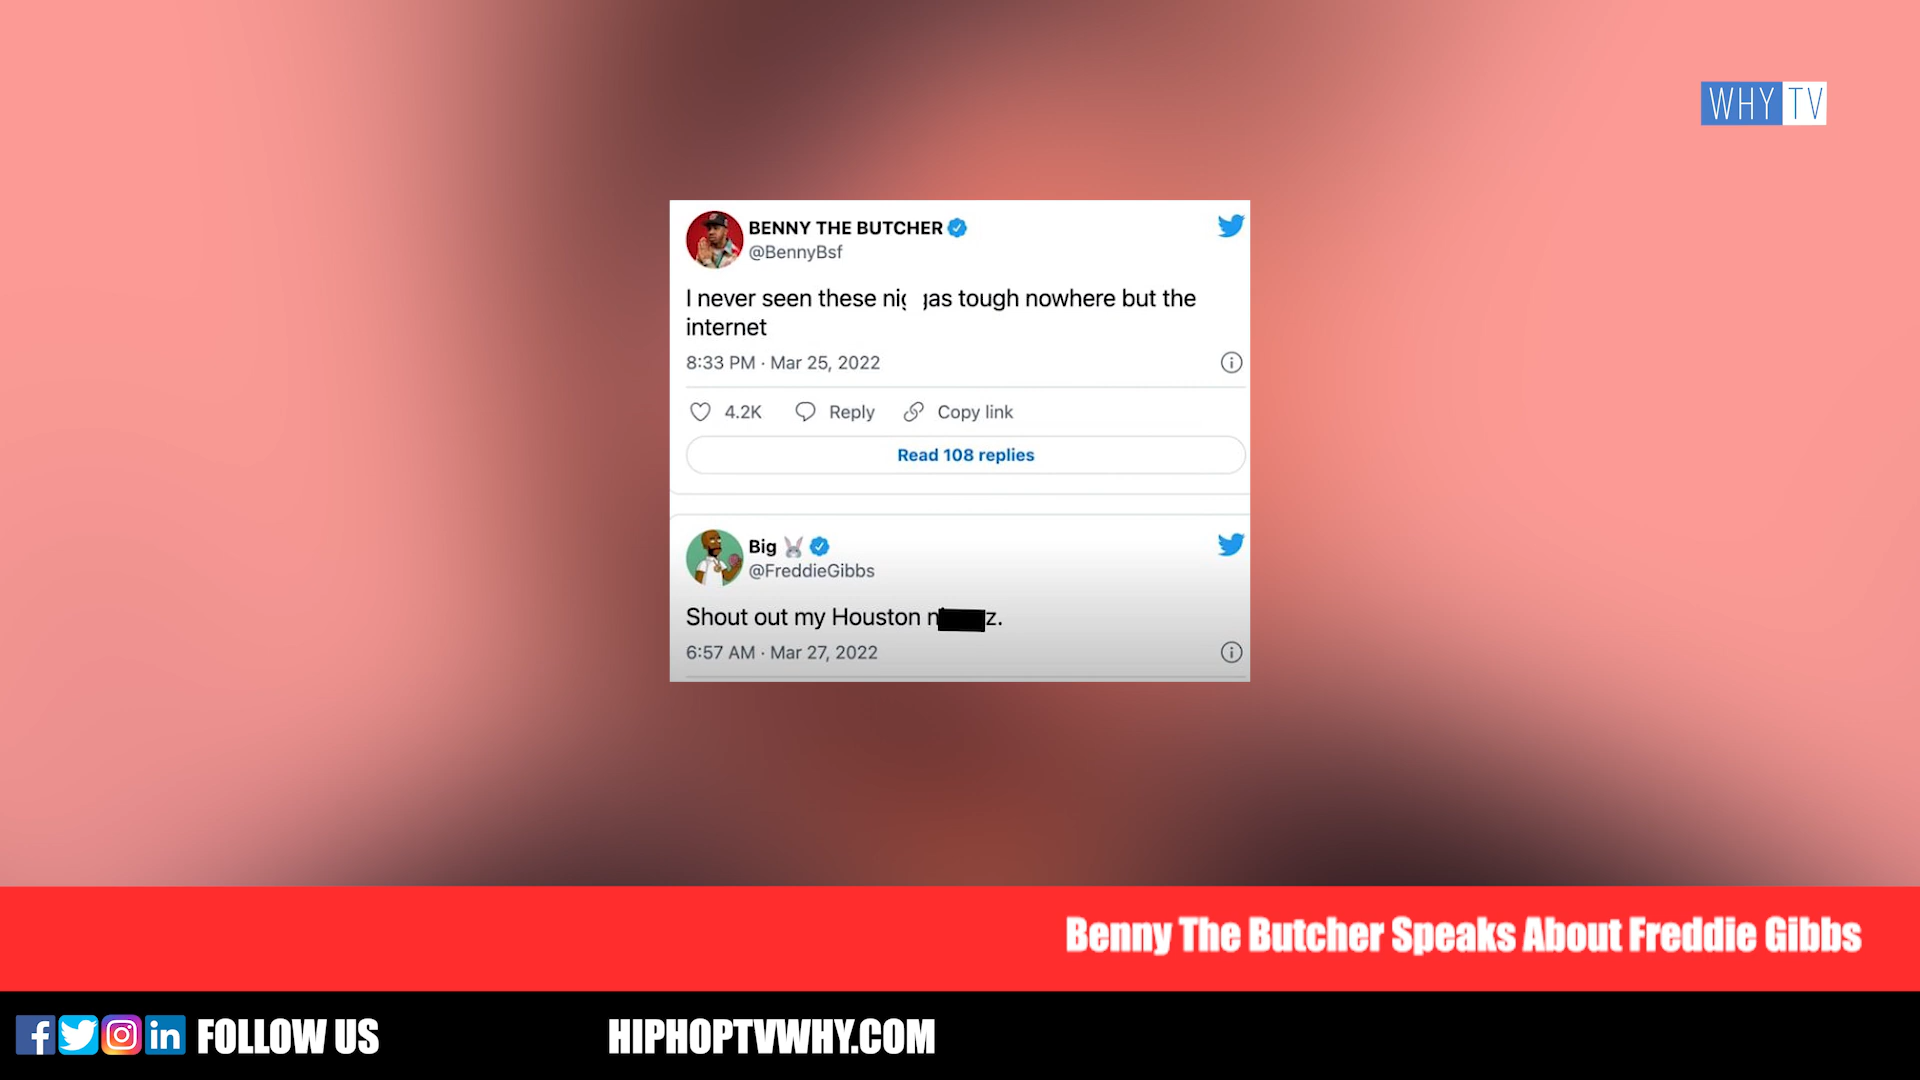 WHY TV
BENNY THE BUTCHER
@BennyBsf
I never seen these nig gas tough nowhere but the
internet
8:33 PM · Mar 25, 2022
4.2K Reply Copy link
Read 108 replies
Big
@FreddieGibbs
Shout out my Houston n z.
6:57 AM · Mar 27, 2022
Benny The Butcher Speaks About Freddie Gibbs
FOLLOW US HIPHOPTVWHY.COM